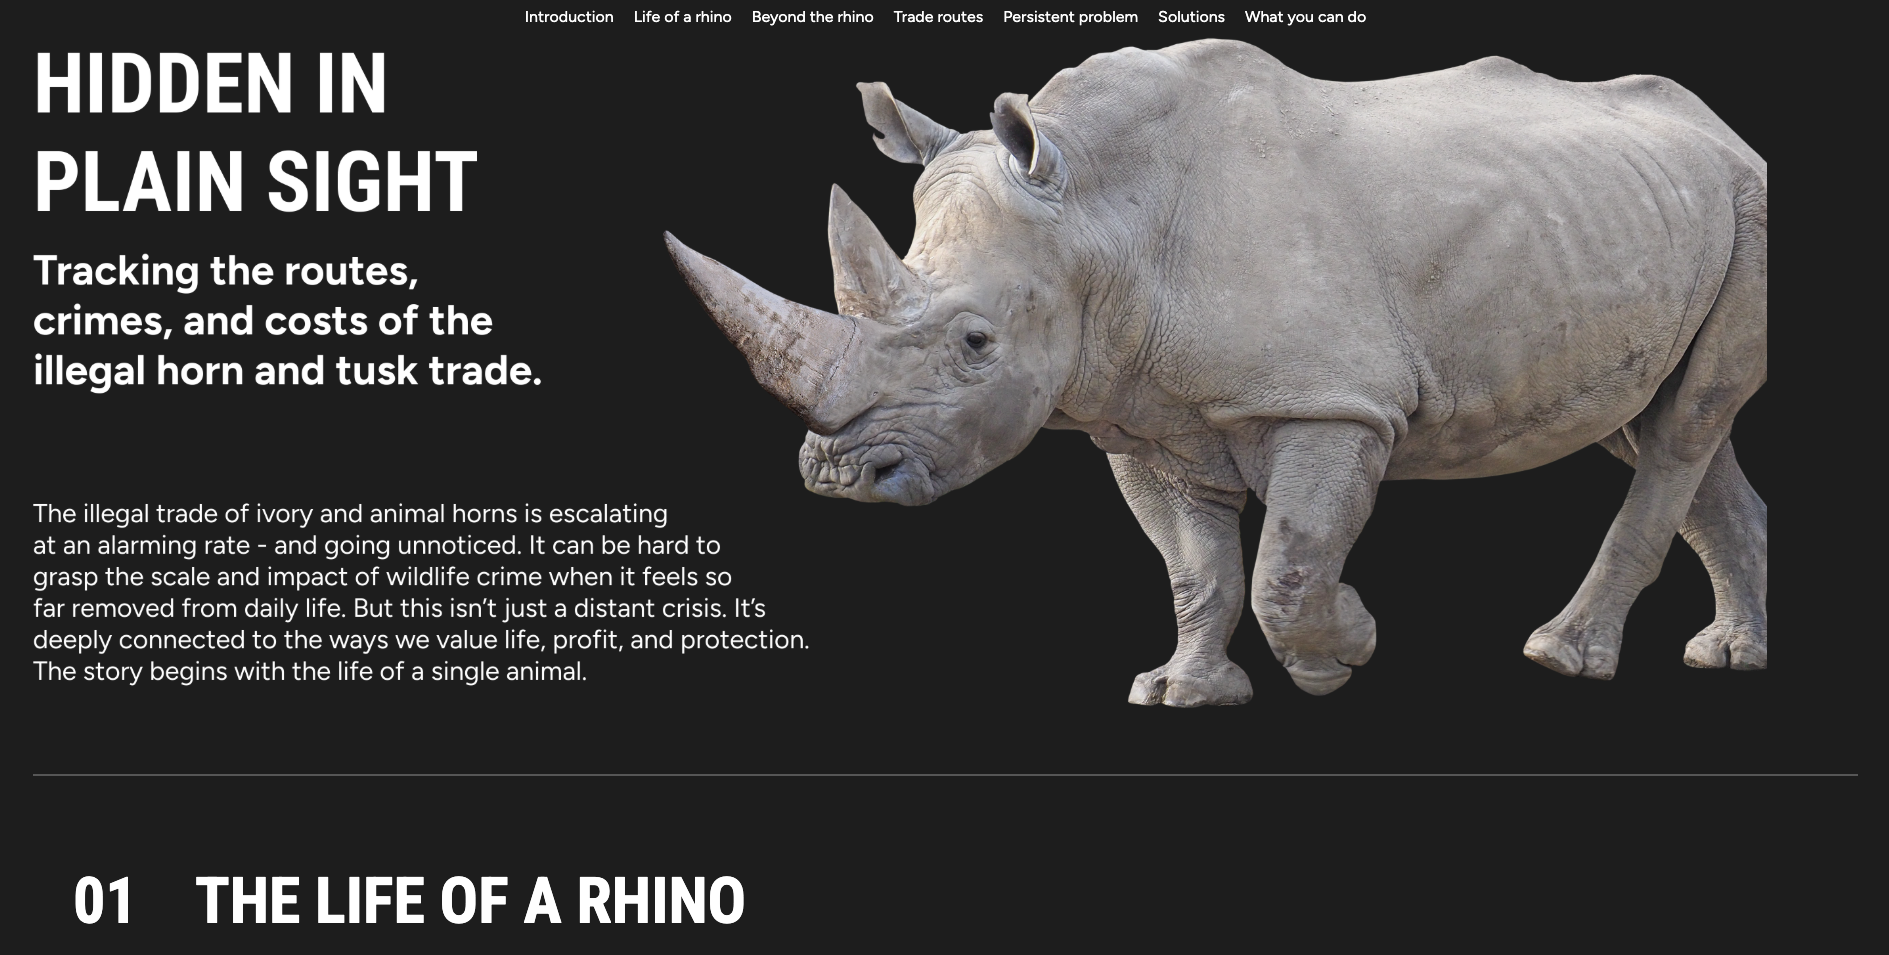 Introduction Life of a rhino Beyond the rhino Trade routes Persistent problem Solutions What you can do
HIDDEN IN
PLAIN SIGHT
Tracking the routes,
crimes, and costs of the
illegal horn and tusk trade.
The illegal trade of ivory and animal horns is escalating
at an alarming rate - and going unnoticed. It can be hard to
grasp the scale and impact of wildlife crime when it feels so
far removed from daily life. But this isn’t just a distant crisis. It’s
deeply connected to the ways we value life, profit, and protection.
The story begins with the life of a single animal.
01 THE LIFE OF A RHINO